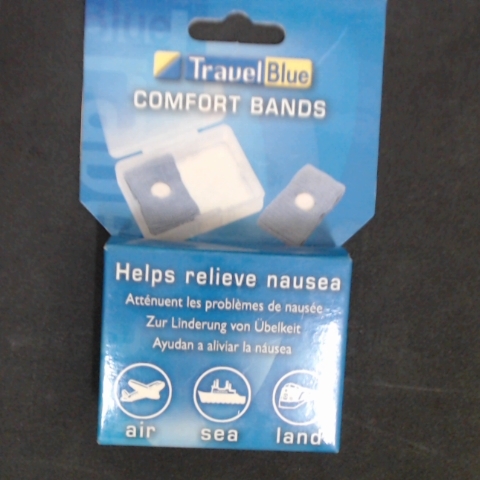 Travel Blue
COMFORT BANDS
Helps relieve nausea
Atténuent les problèmes de nausée
Zur Linderung von Übelkeit
Ayudan a aliviar la náusea
air sea land